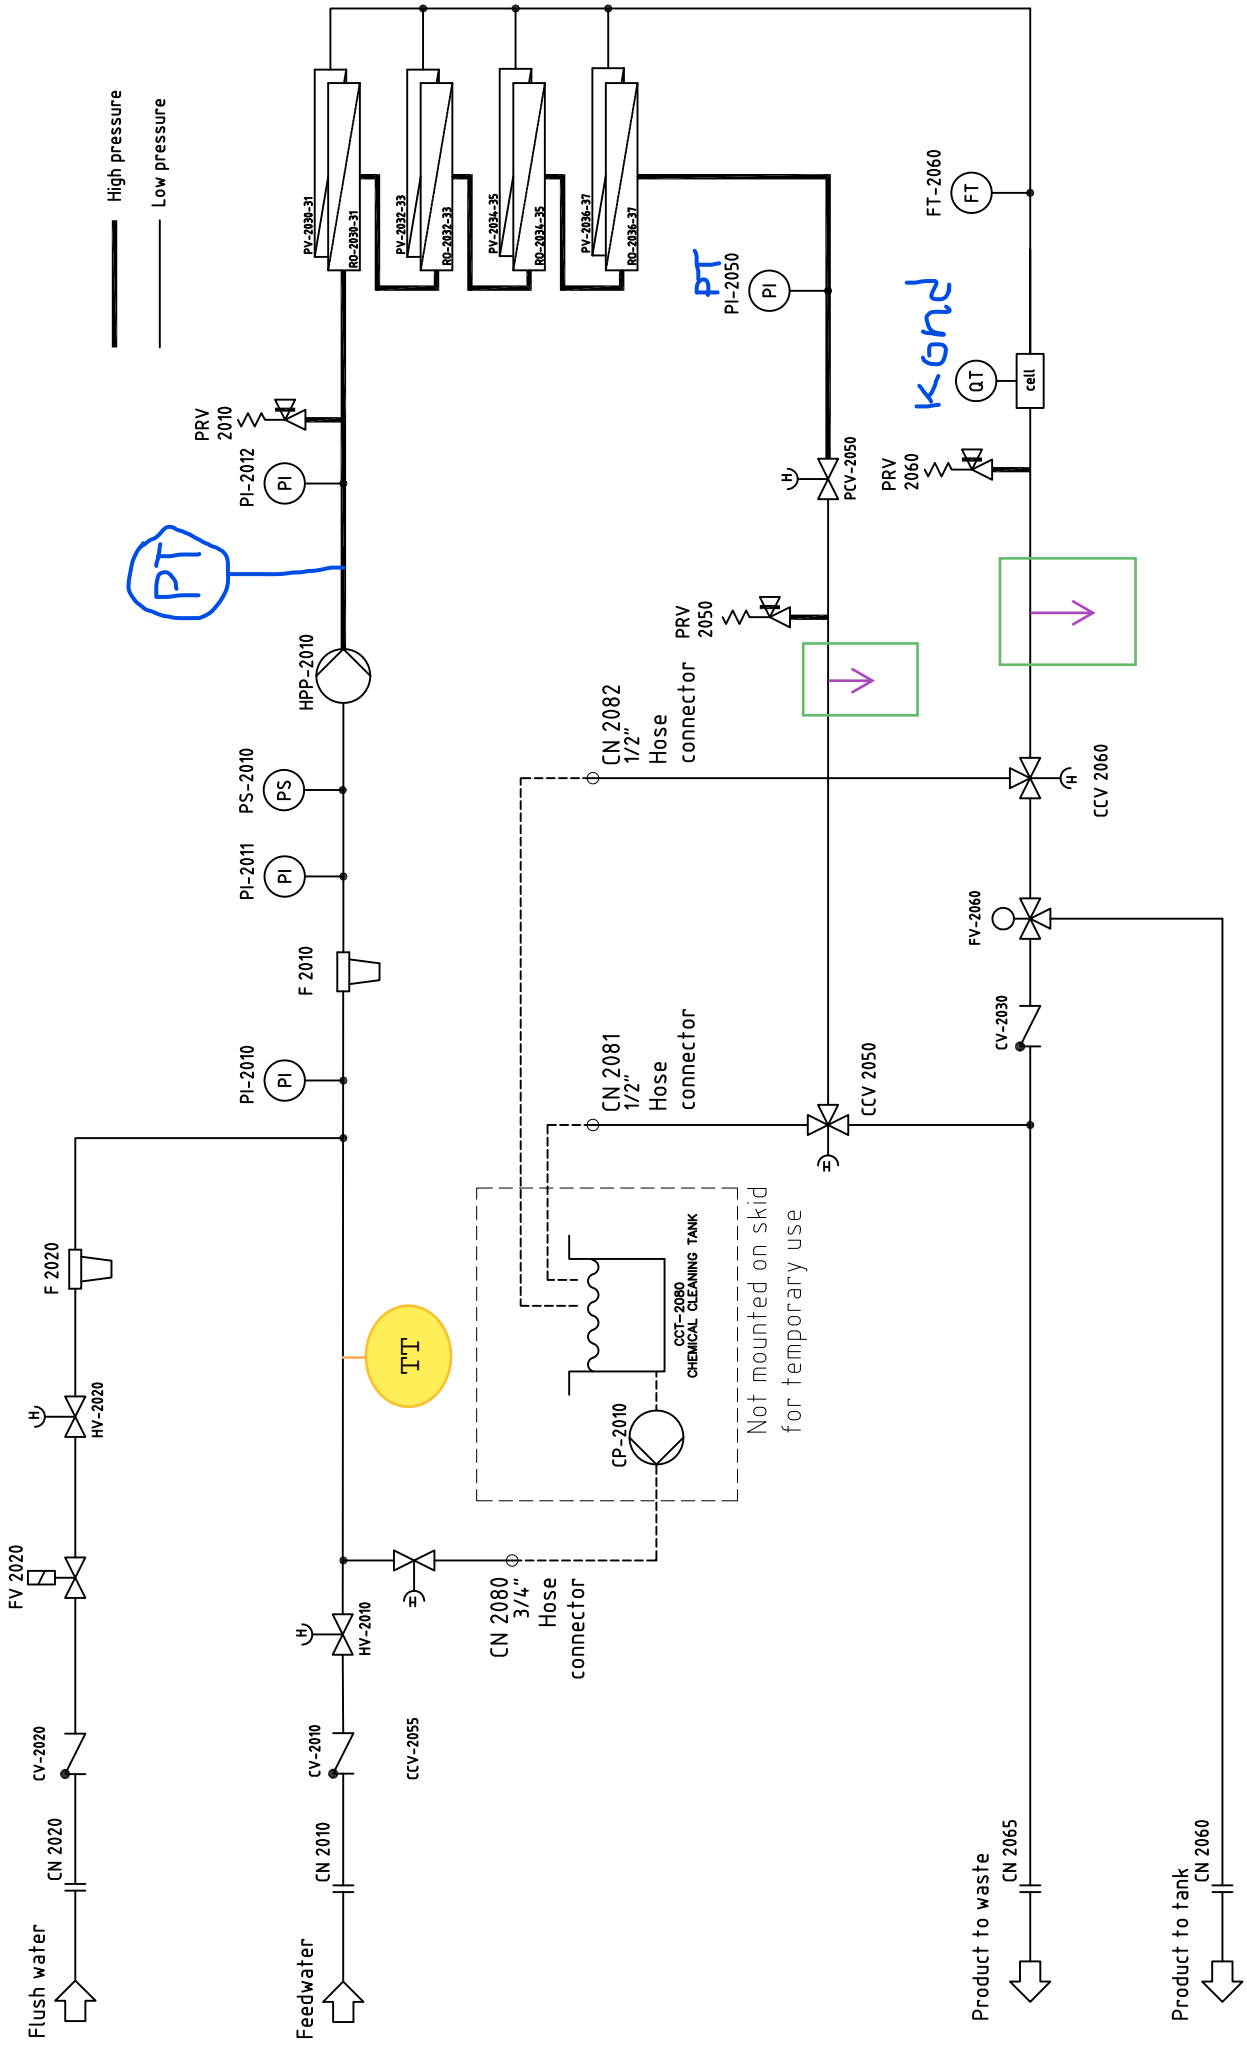 High pressure
Low pressure
PV-2030-31
RO-2030-31
PV-2032-33
RO-2032-33
PV-2034-35
RO-2034-35
PV-2036-37
RO-2036-37
FT-2060
FT
PT
PI-2050
PI
Kond
QT
cell
PRV
2010
PI-2012
PI
PT
H
PCV-2050
PRV
2060
PRV
2050
HPP-2010
CN 2082
1/2"
Hose
connector
PS-2010
PS
H
CCV 2060
PI-2011
PI
FV-2060
F 2010
CV-2030
PI-2010
PI
CN 2081
1/2"
Hose
connector
CCV 2050
H
F 2020
TT
CCT-2080
CHEMICAL CLEANING TANK
Not mounted on skid
for temporary use
CP-2010
H
HV-2020
FV 2020
H
HV-2010
H
CN 2080
3/4"
Hose
connector
CV-2020
CV-2010
CCV-2055
CN 2020
CN 2010
CN 2065
CN 2060
Flush water
Feedwater
Product to waste
Product to tank